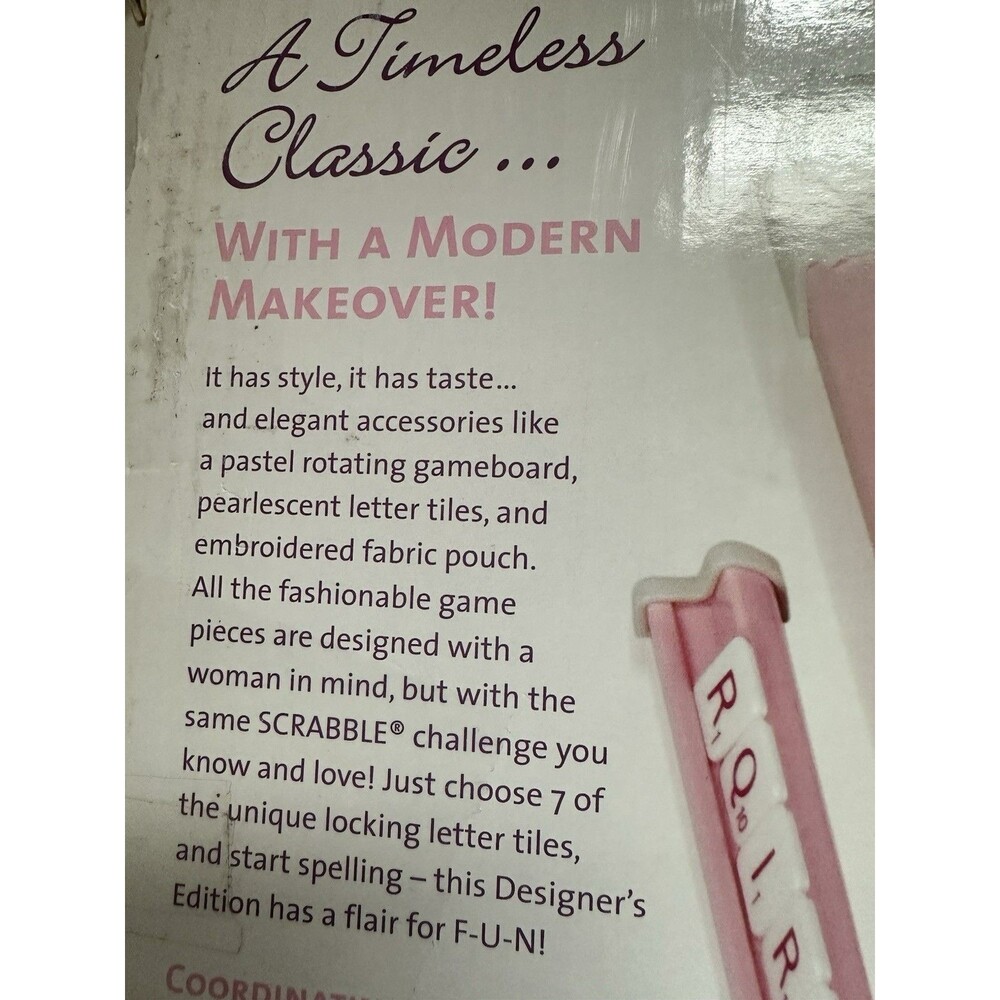 A Timeless
Classic ...
WITH A MODERN
MAKEOVER!
It has style, it has taste...
and elegant accessories like
a pastel rotating gameboard,
pearlescent letter tiles, and
embroidered fabric pouch.
All the fashionable game
pieces are designed with a
woman in mind, but with the
same SCRABBLE® challenge you
know and love! Just choose 7 of
the unique locking letter tiles,
and start spelling – this Designer's
Edition has a flair for F-U-N!
R1
Q10
I1
R